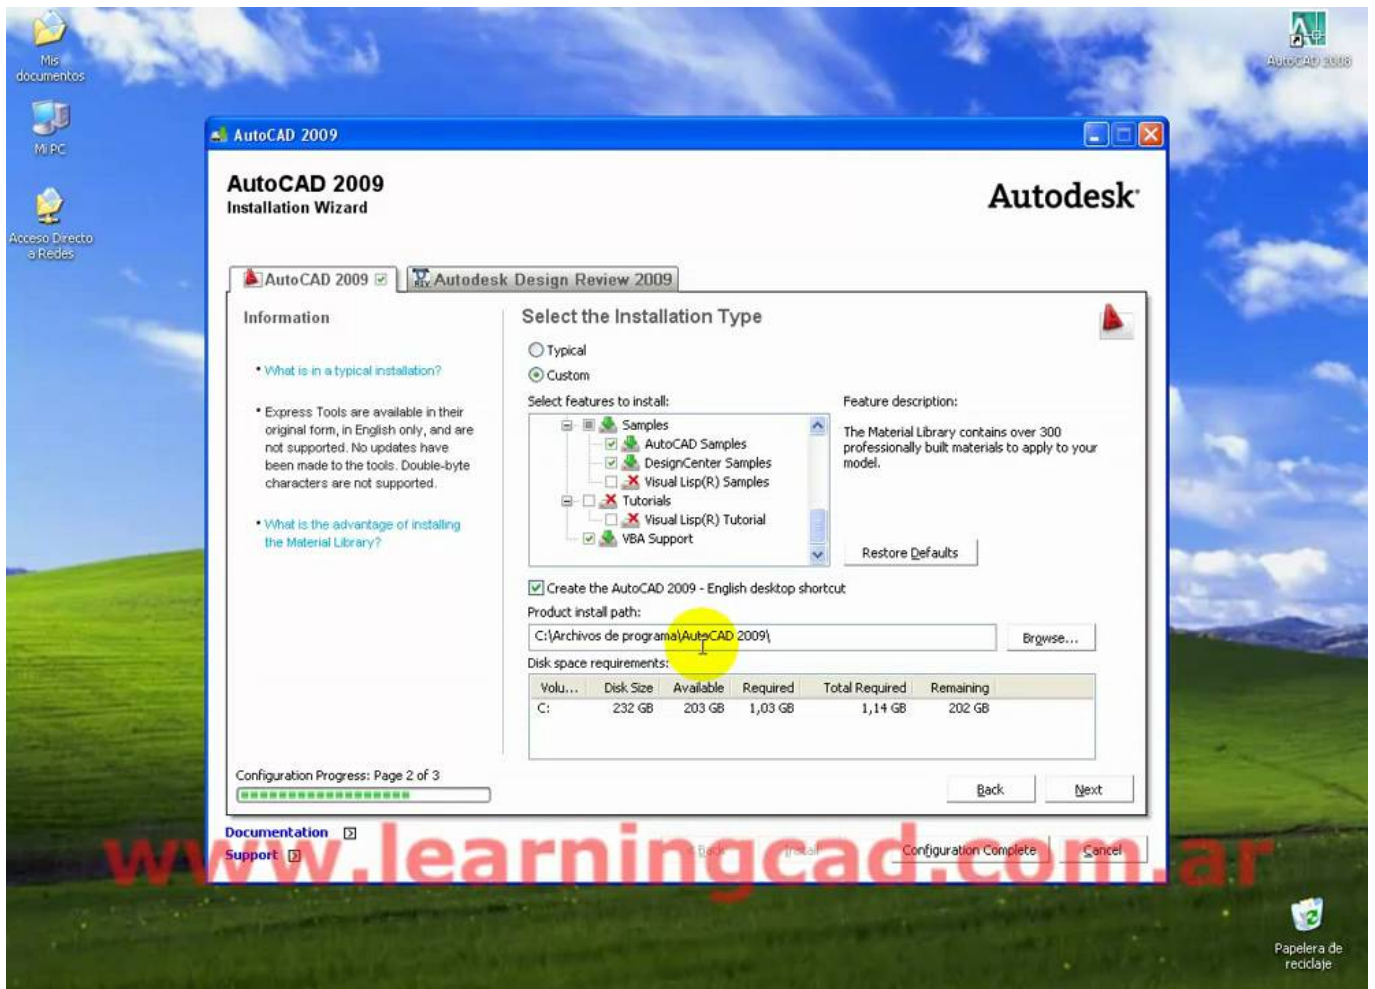 Mis
documentos
AutoCAD 2008
Mi PC
Acceso Directo
a Redes
AutoCAD 2009
AutoCAD 2009
Installation Wizard
Autodesk
AutoCAD 2009
Autodesk Design Review 2009
Information
• What is in a typical installation?
• Express Tools are available in their
original form, in English only, and are
not supported. No updates have
been made to the tools. Double-byte
characters are not supported.
• What is the advantage of installing
the Material Library?
Select the Installation Type
Typical
Custom
Select features to install:
Samples
AutoCAD Samples
DesignCenter Samples
Visual Lisp(R) Samples
Tutorials
Visual Lisp(R) Tutorial
VBA Support
Feature description:
The Material Library contains over 300
professionally built materials to apply to your
model.
Restore Defaults
Create the AutoCAD 2009 - English desktop shortcut
Product install path:
C:\Archivos de programa\AutoCAD 2009\
Browse...
Disk space requirements:
Volu... Disk Size Available Required Total Required Remaining
C: 232 GB 203 GB 1,03 GB 1,14 GB 202 GB
Configuration Progress: Page 2 of 3
Back Next
Documentation
Support
< Back Install Configuration Complete Cancel
www.learningcad.com.ar
Papelera de
reciclaje